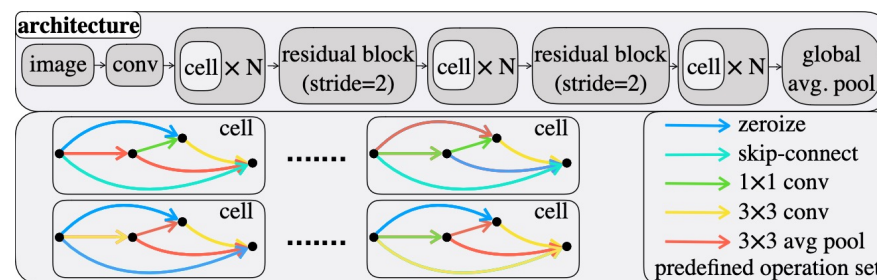 architecture
image
conv
cell × N
residual block
(stride=2)
cell × N
residual block
(stride=2)
cell × N
global
avg. pool
cell
cell
zeroize
skip-connect
1×1 conv
3×3 conv
cell
cell
3×3 avg pool
predefined operation set